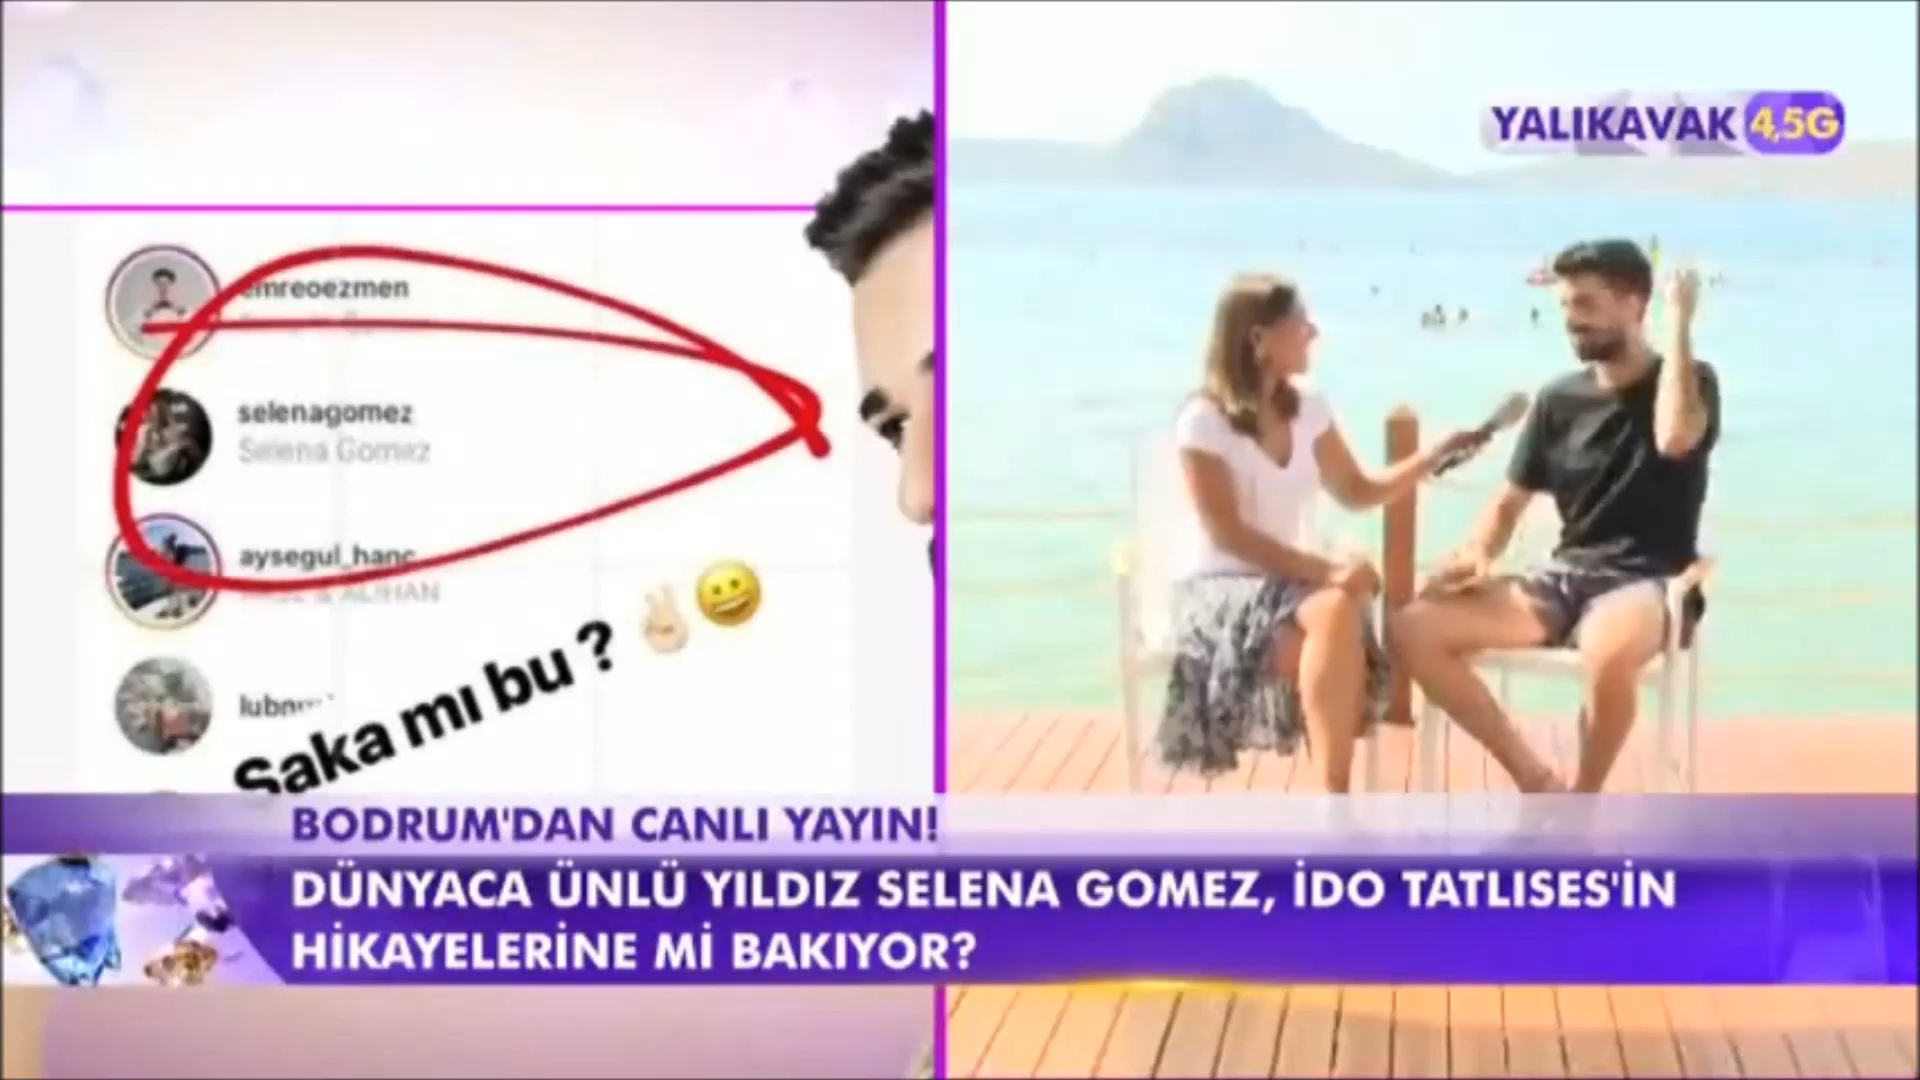 YALIKAVAK 4,5G
emreoezmen
selenagomez
Selena Gomez
aysegul_hanc
& ALIHAN
Saka mı bu ?
BODRUM'DAN CANLI YAYIN!
DÜNYACA ÜNLÜ YILDIZ SELENA GOMEZ, İDO TATLISES'İN
HİKAYELERİNE Mİ BAKIYOR?